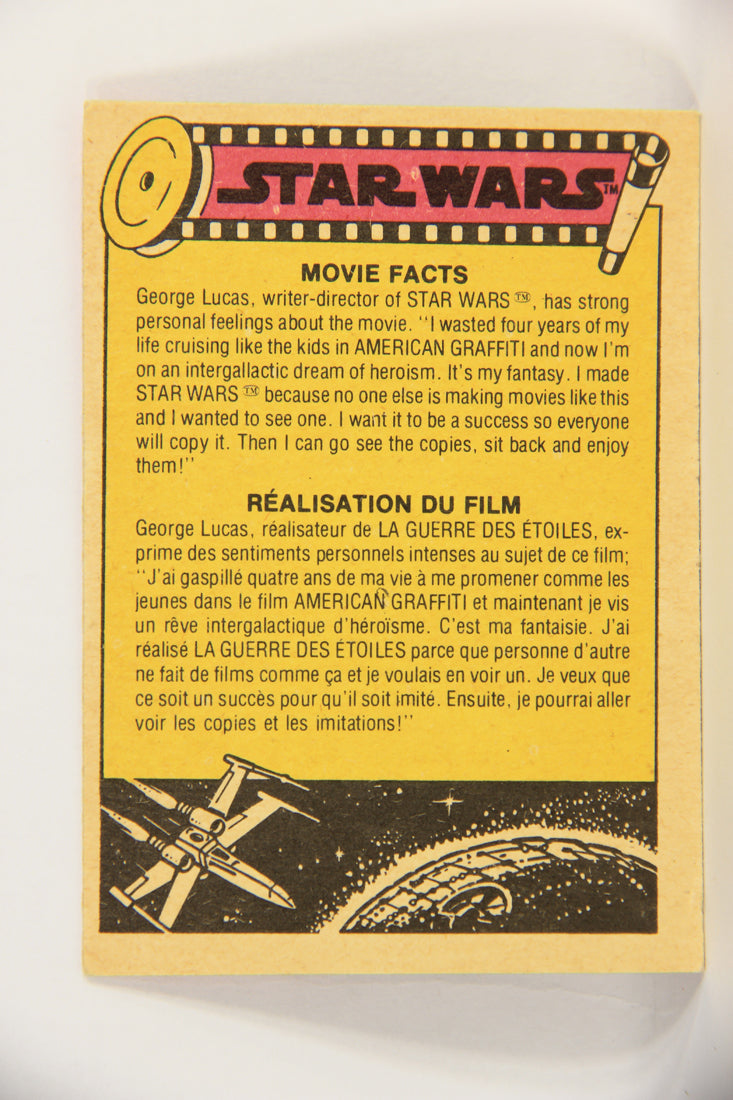 STAR WARS™
MOVIE FACTS
George Lucas, writer-director of STAR WARS ™, has strong
personal feelings about the movie. "I wasted four years of my
life cruising like the kids in AMERICAN GRAFFITI and now I'm
on an intergallactic dream of heroism. It's my fantasy. I made
STAR WARS ™ because no one else is making movies like this
and I wanted to see one. I want it to be a success so everyone
will copy it. Then I can go see the copies, sit back and enjoy
them!"
RÉALISATION DU FILM
George Lucas, réalisateur de LA GUERRE DES ÉTOILES, ex-
prime des sentiments personnels intenses au sujet de ce film;
"J'ai gaspillé quatre ans de ma vie à me promener comme les
jeunes dans le film AMERICAN GRAFFITI et maintenant je vis
un rêve intergalactique d'héroïsme. C'est ma fantaisie. J'ai
réalisé LA GUERRE DES ÉTOILES parce que personne d'autre
ne fait de films comme ça et je voulais en voir un. Je veux que
ce soit un succès pour qu'il soit imité. Ensuite, je pourrai aller
voir les copies et les imitations!"